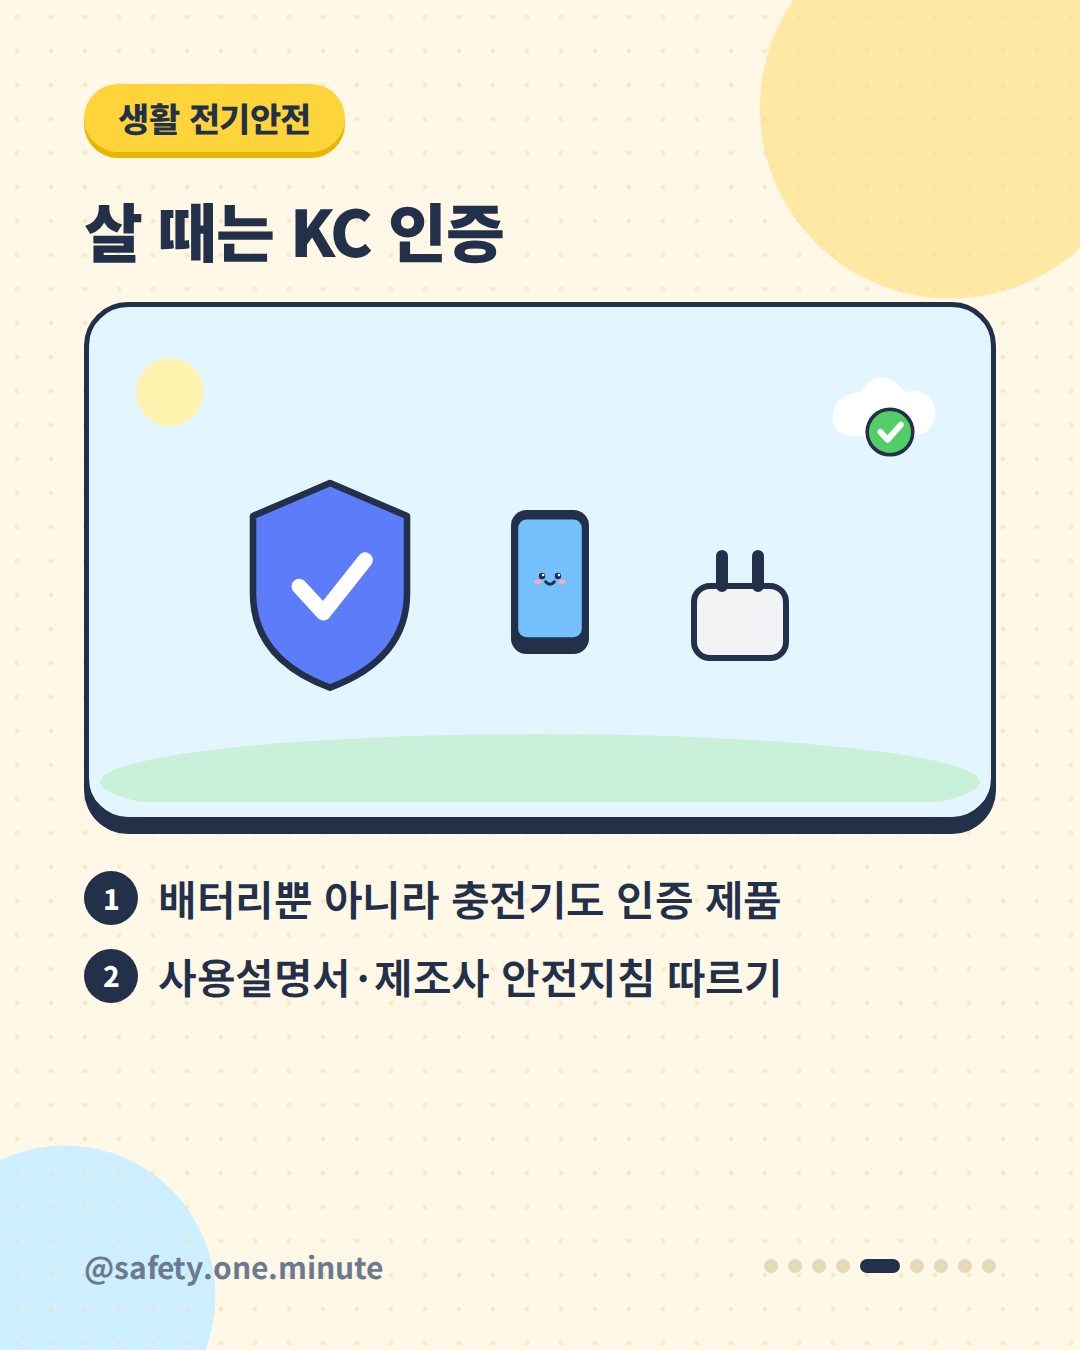 생활 전기안전
살 때는 KC 인증
1 배터리뿐 아니라 충전기도 인증 제품
2 사용설명서·제조사 안전지침 따르기
@safety.one.minute